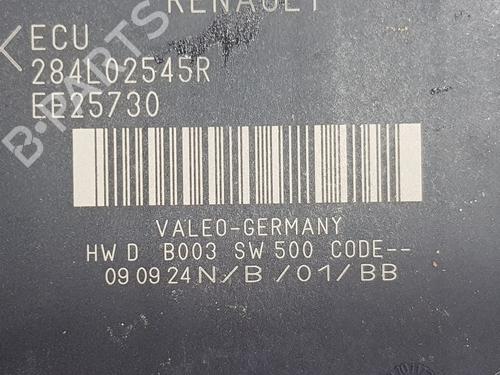 RENAULT
ECU
284L02545R
EE25730
VALEO-GERMANY
HW D B003 SW 500 CODE--
09 09 24 N/B/01/BB
B-PARTS